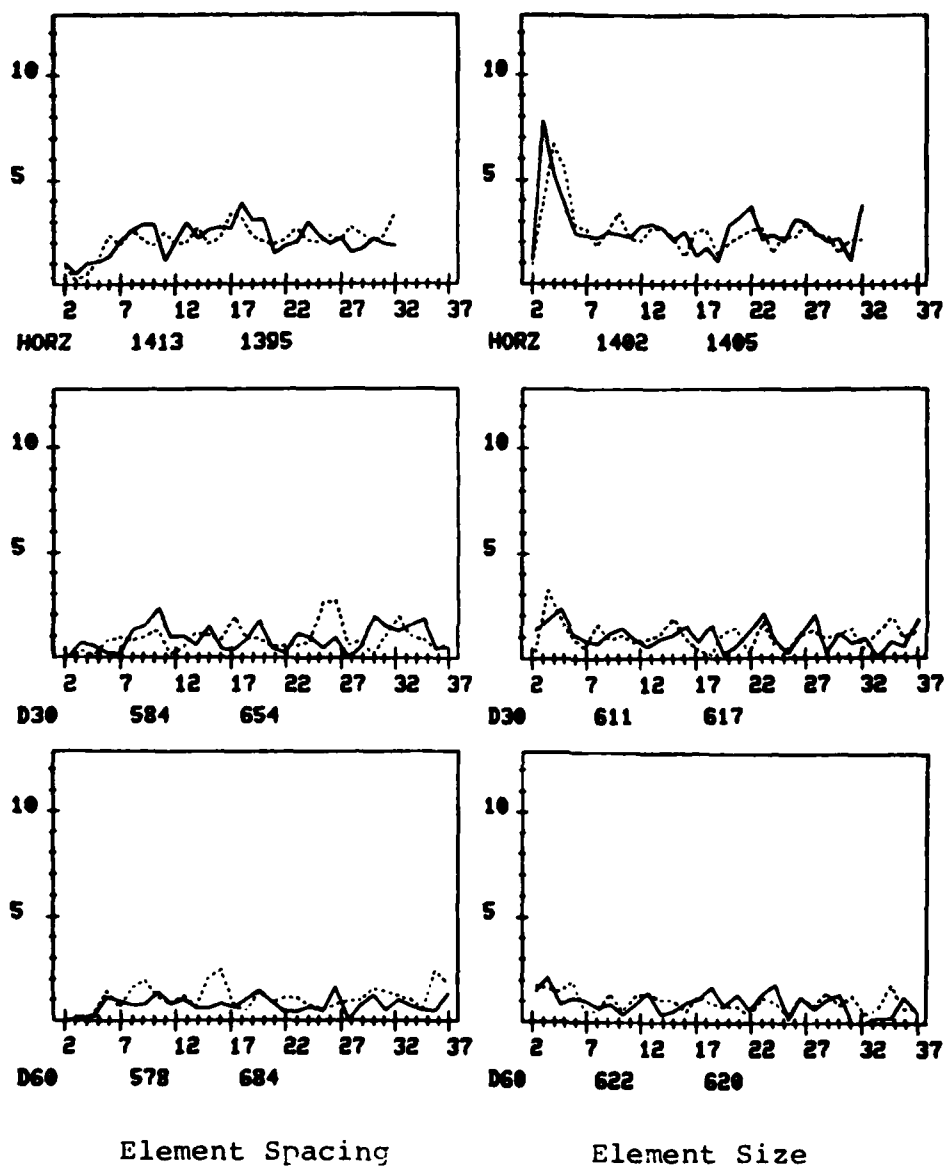 10
5
2 7 12 17 22 27 32 37
HORZ 1413 1395
10
5
2 7 12 17 22 27 32 37
HORZ 1402 1405
10
5
2 7 12 17 22 27 32 37
D30 584 654
10
5
2 7 12 17 22 27 32 37
D30 611 617
10
5
2 7 12 17 22 27 32 37
D60 578 684
10
5
2 7 12 17 22 27 32 37
D60 622 620
Element Spacing
Element Size